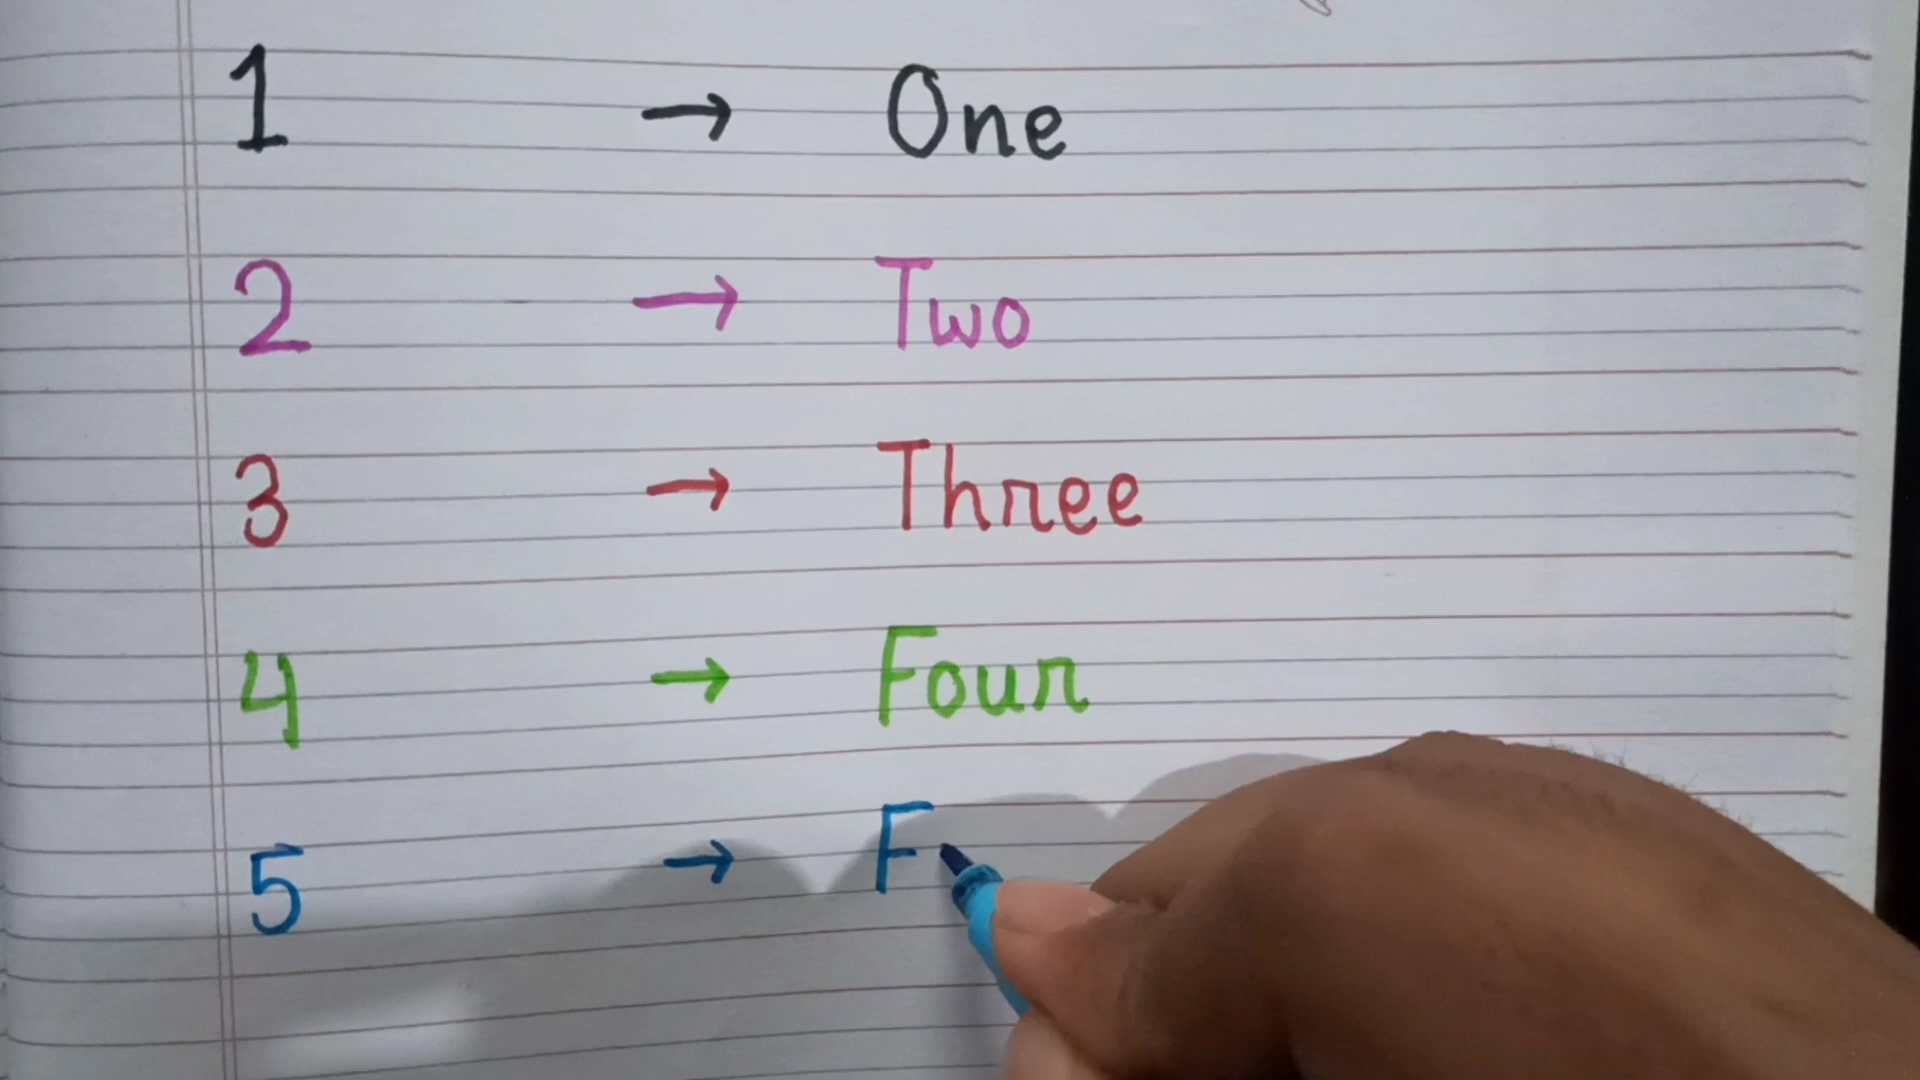 1 → One
2 → Two
3 → Three
4 → Four
5 → F